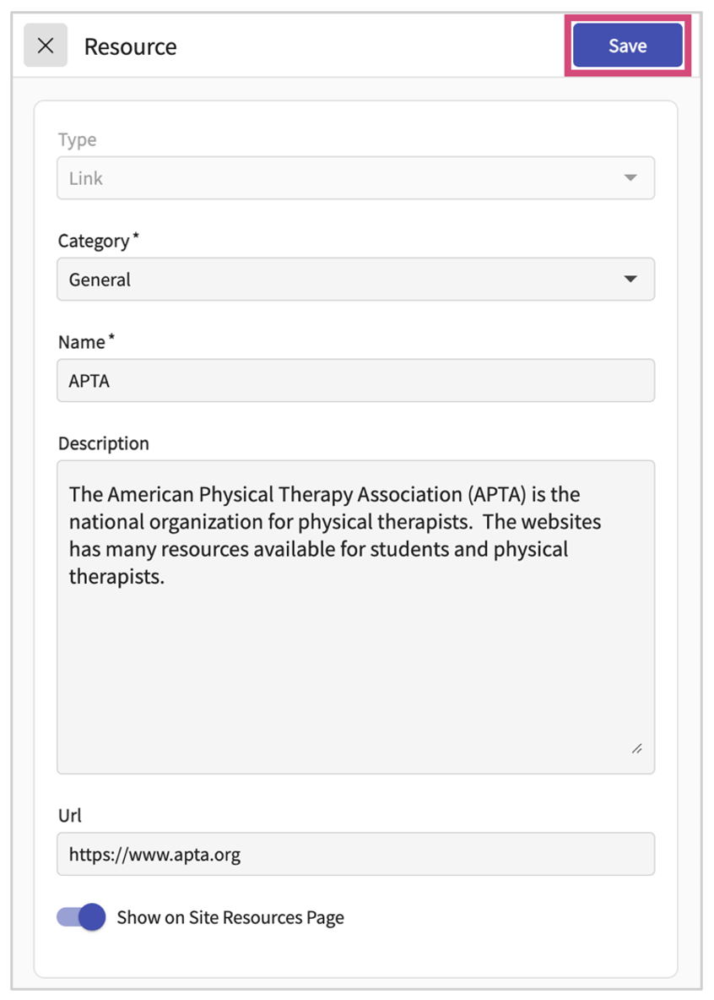 Resource
Save
Type
Link
Category*
General
Name*
APTA
Description
The American Physical Therapy Association (APTA) is the
national organization for physical therapists.  The websites
has many resources available for students and physical
therapists.
Url
https://www.apta.org
Show on Site Resources Page